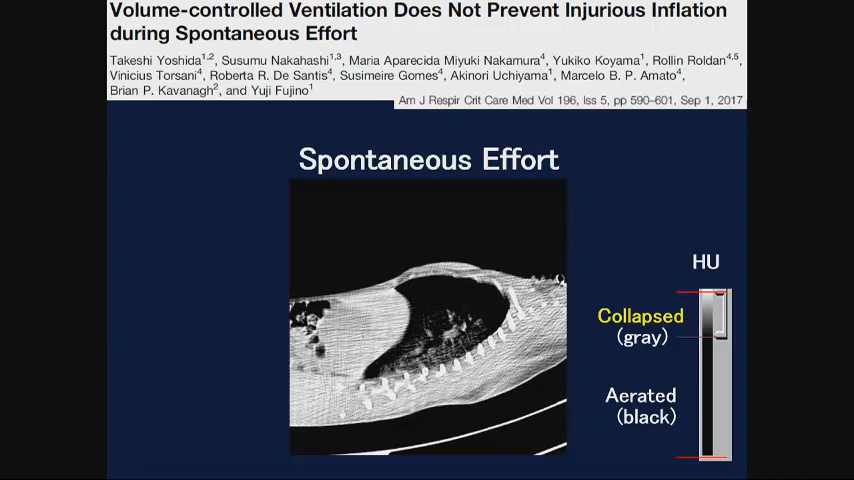 Volume-controlled Ventilation Does Not Prevent Injurious Inflation
during Spontaneous Effort
Takeshi Yoshida1,2, Susumu Nakahashi1,3, Maria Aparecida Miyuki Nakamura4, Yukiko Koyama1, Rollin Roldan4,5,
Vinicius Torsani4, Roberta R. De Santis4, Susimeire Gomes4, Akinori Uchiyama1, Marcelo B. P. Amato4,
Brian P. Kavanagh2, and Yuji Fujino1
Am J Respir Crit Care Med Vol 196, Iss 5, pp 590–601, Sep 1, 2017
Spontaneous Effort
HU
Collapsed
(gray)
Aerated
(black)